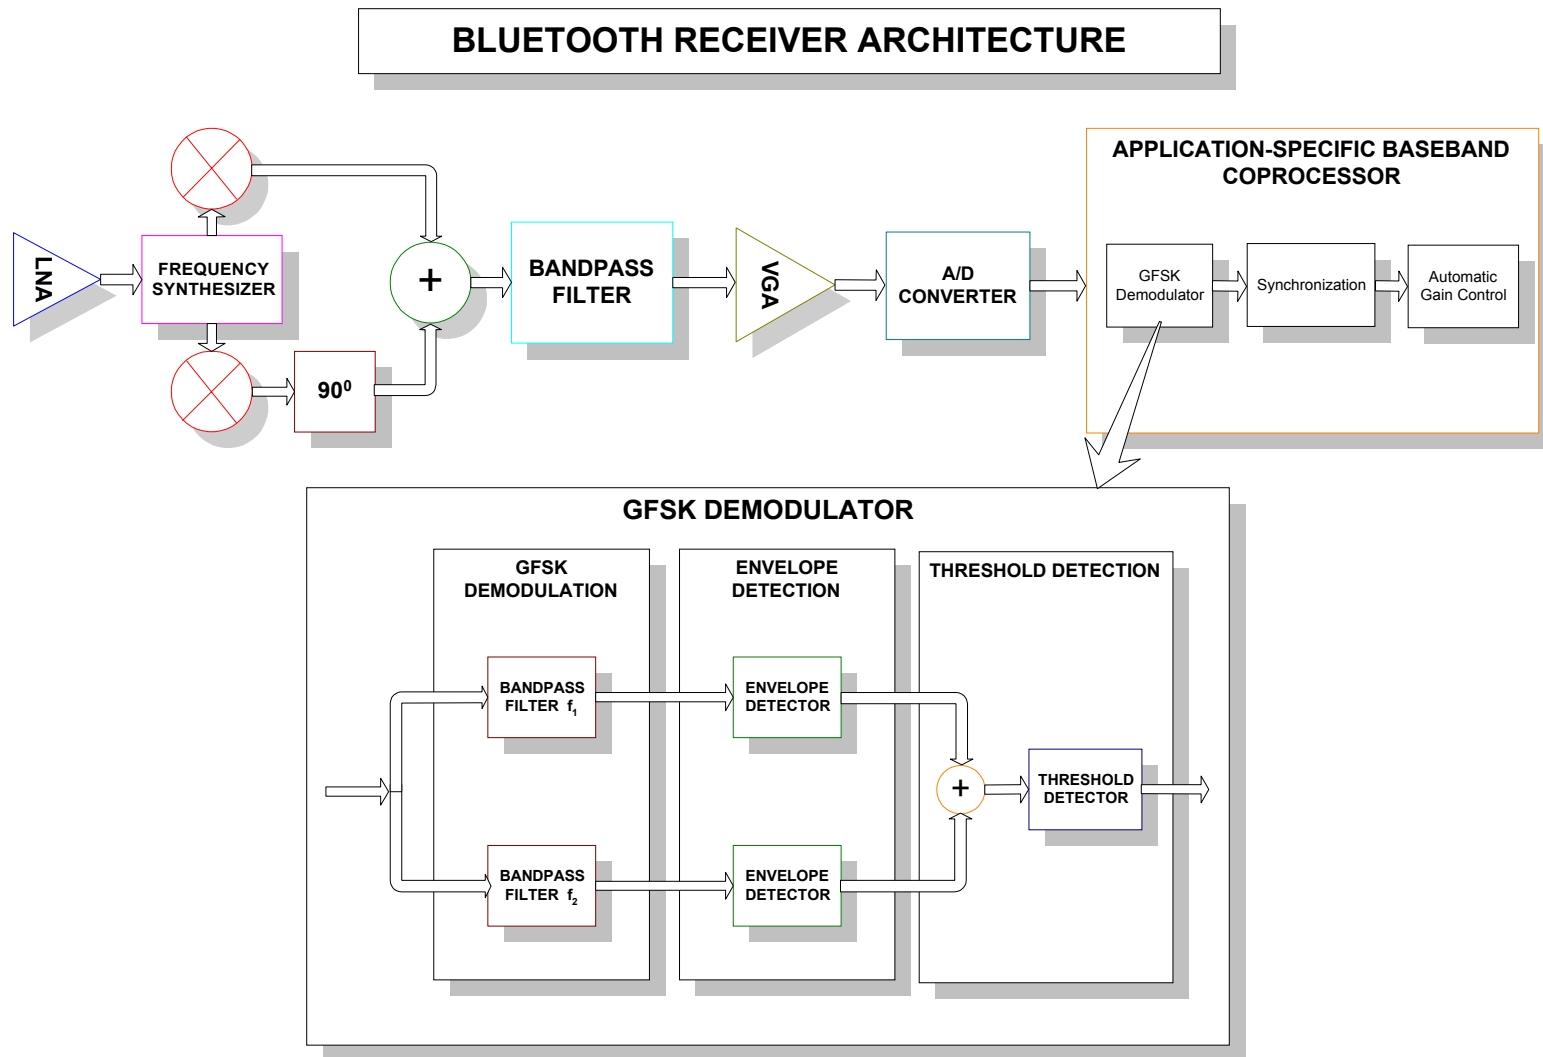 BLUETOOTH RECEIVER ARCHITECTURE
LNA
FREQUENCY
SYNTHESIZER
90⁰
+
BANDPASS
FILTER
VGA
A/D
CONVERTER
APPLICATION-SPECIFIC BASEBAND
COPROCESSOR
GFSK
Demodulator
Synchronization
Automatic
Gain Control
GFSK DEMODULATOR
GFSK
DEMODULATION
BANDPASS
FILTER f₁
BANDPASS
FILTER f₂
ENVELOPE
DETECTION
ENVELOPE
DETECTOR
ENVELOPE
DETECTOR
THRESHOLD DETECTION
+
THRESHOLD
DETECTOR